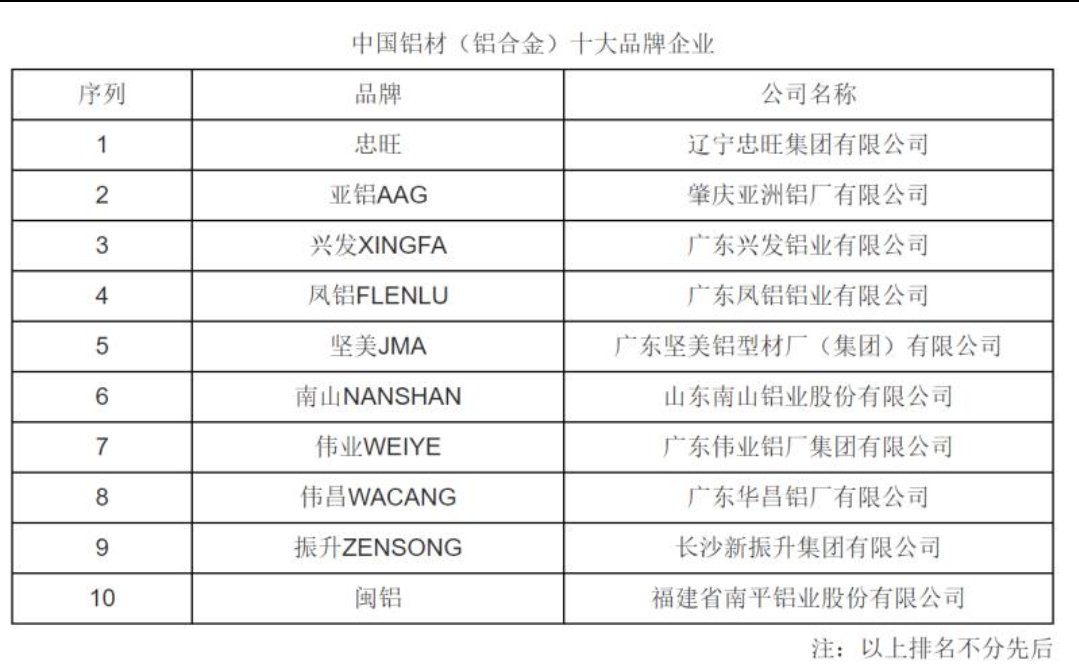 中国铝材（铝合金）十大品牌企业
序列 品牌 公司名称
1 忠旺 辽宁忠旺集团有限公司
2 亚铝AAG 肇庆亚洲铝厂有限公司
3 兴发XINGFA 广东兴发铝业有限公司
4 凤铝FLENLU 广东凤铝铝业有限公司
5 坚美JMA 广东坚美铝型材厂（集团）有限公司
6 南山NANSHAN 山东南山铝业股份有限公司
7 伟业WEIYE 广东伟业铝厂集团有限公司
8 伟昌WACANG 广东华昌铝厂有限公司
9 振升ZENSONG 长沙新振升集团有限公司
10 闽铝 福建省南平铝业股份有限公司
注：以上排名不分先后